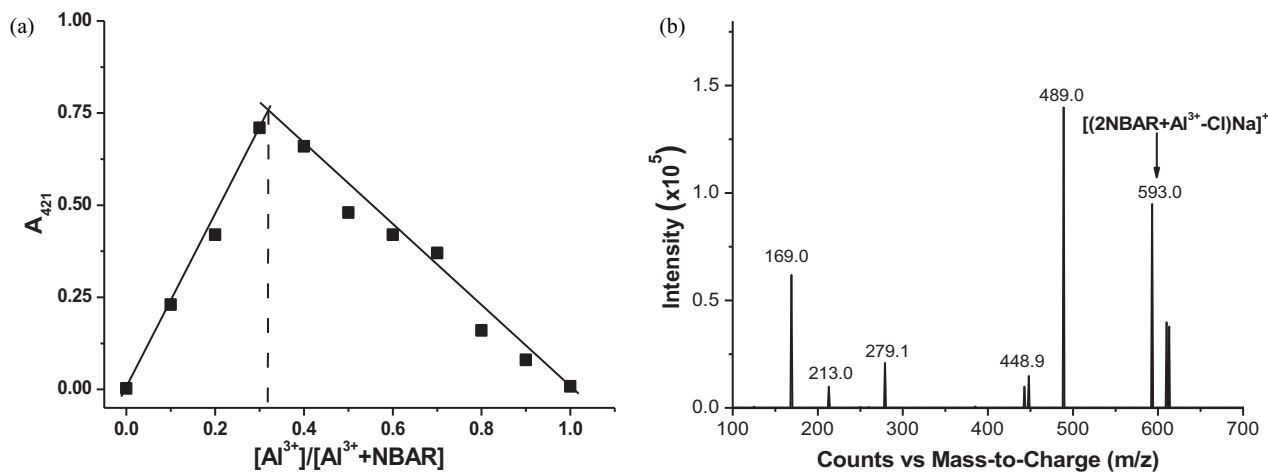 (a)
1.00
0.75
0.50
0.25
0.00
A421
0.0 0.2 0.4 0.6 0.8 1.0
[Al3+]/[Al3++NBAR]
(b)
1.5
1.0
0.5
0.0
Intensity (x10^5)
489.0
[(2NBAR+Al3+-Cl)Na]+
593.0
169.0
213.0
279.1
448.9
100 200 300 400 500 600 700
Counts vs Mass-to-Charge (m/z)